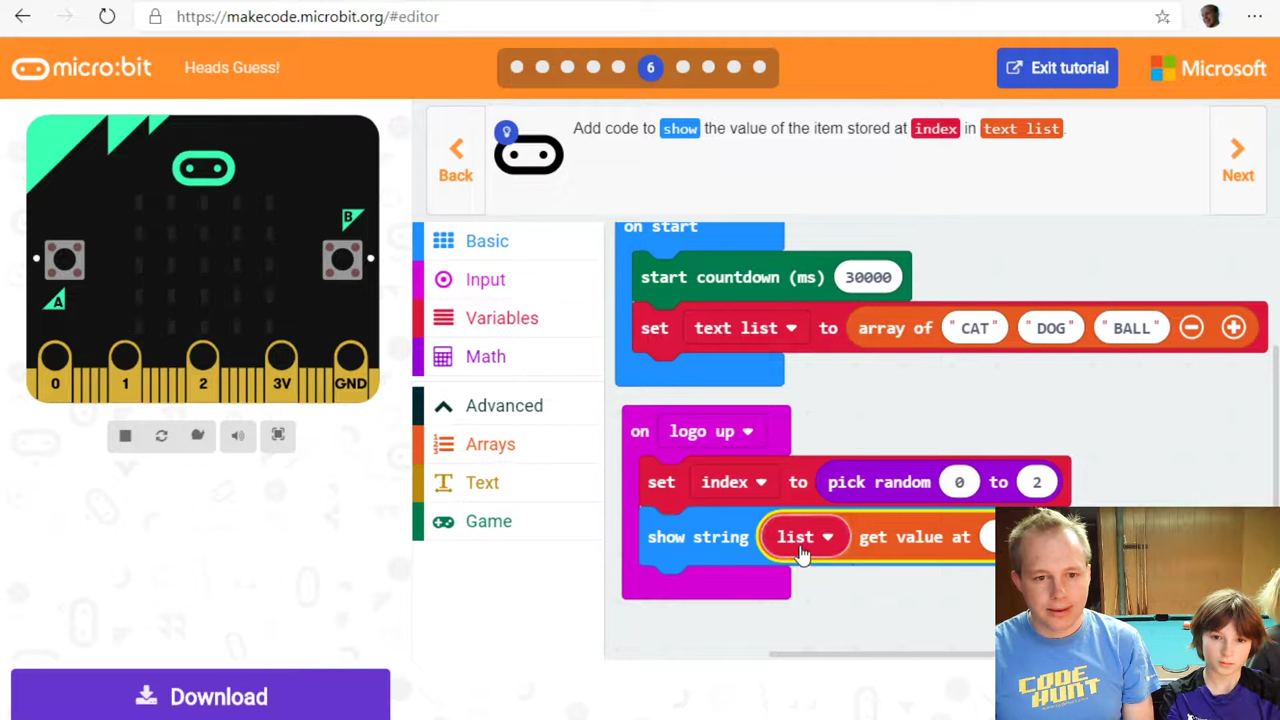 https://makecode.microbit.org/#editor
micro:bit
Heads Guess!
6
Exit tutorial
Microsoft
Back
Add code to show the value of the item stored at index in text list.
Next
B
A
0 1 2 3V GND
Basic
Input
Variables
Math
Advanced
Arrays
Text
Game
on start
start countdown (ms) 30000
set text list to array of "CAT" "DOG" "BALL"
on logo up
set index to pick random 0 to 2
show string list get value at
Download
CODE
HUNT